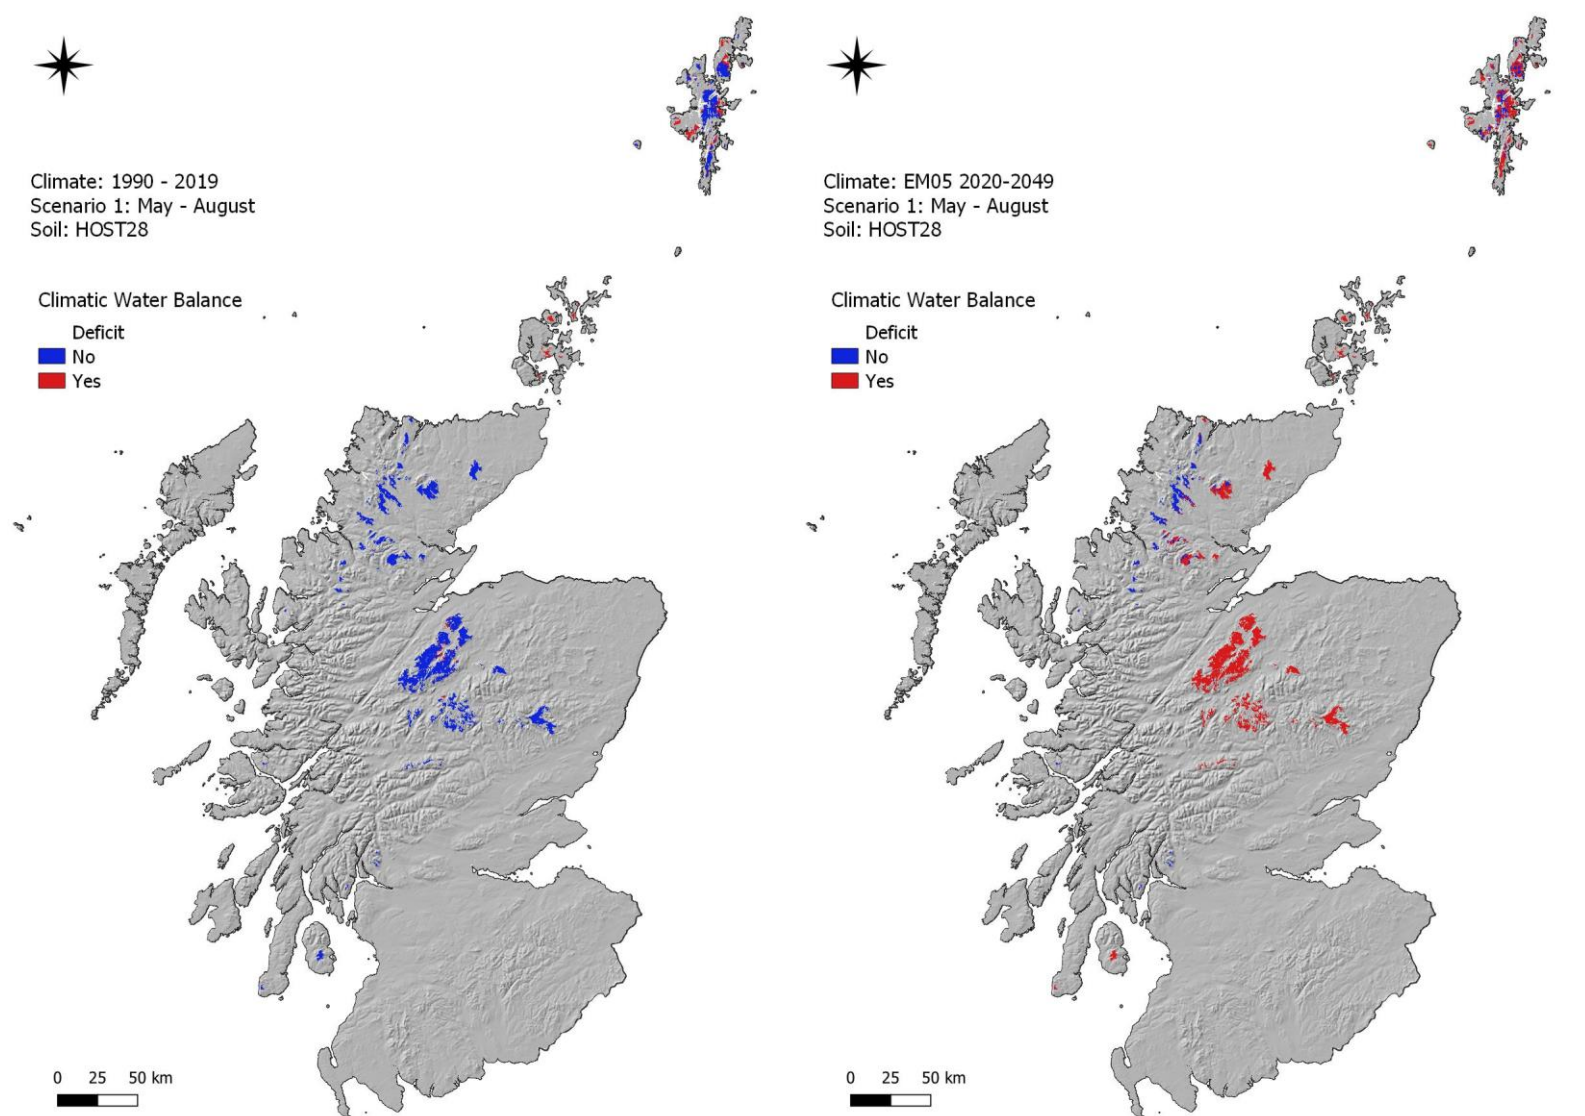 Climate: 1990 - 2019
Scenario 1: May - August
Soil: HOST28
Climatic Water Balance
Deficit
No
Yes
0 25 50 km
Climate: EM05 2020-2049
Scenario 1: May - August
Soil: HOST28
Climatic Water Balance
Deficit
No
Yes
0 25 50 km